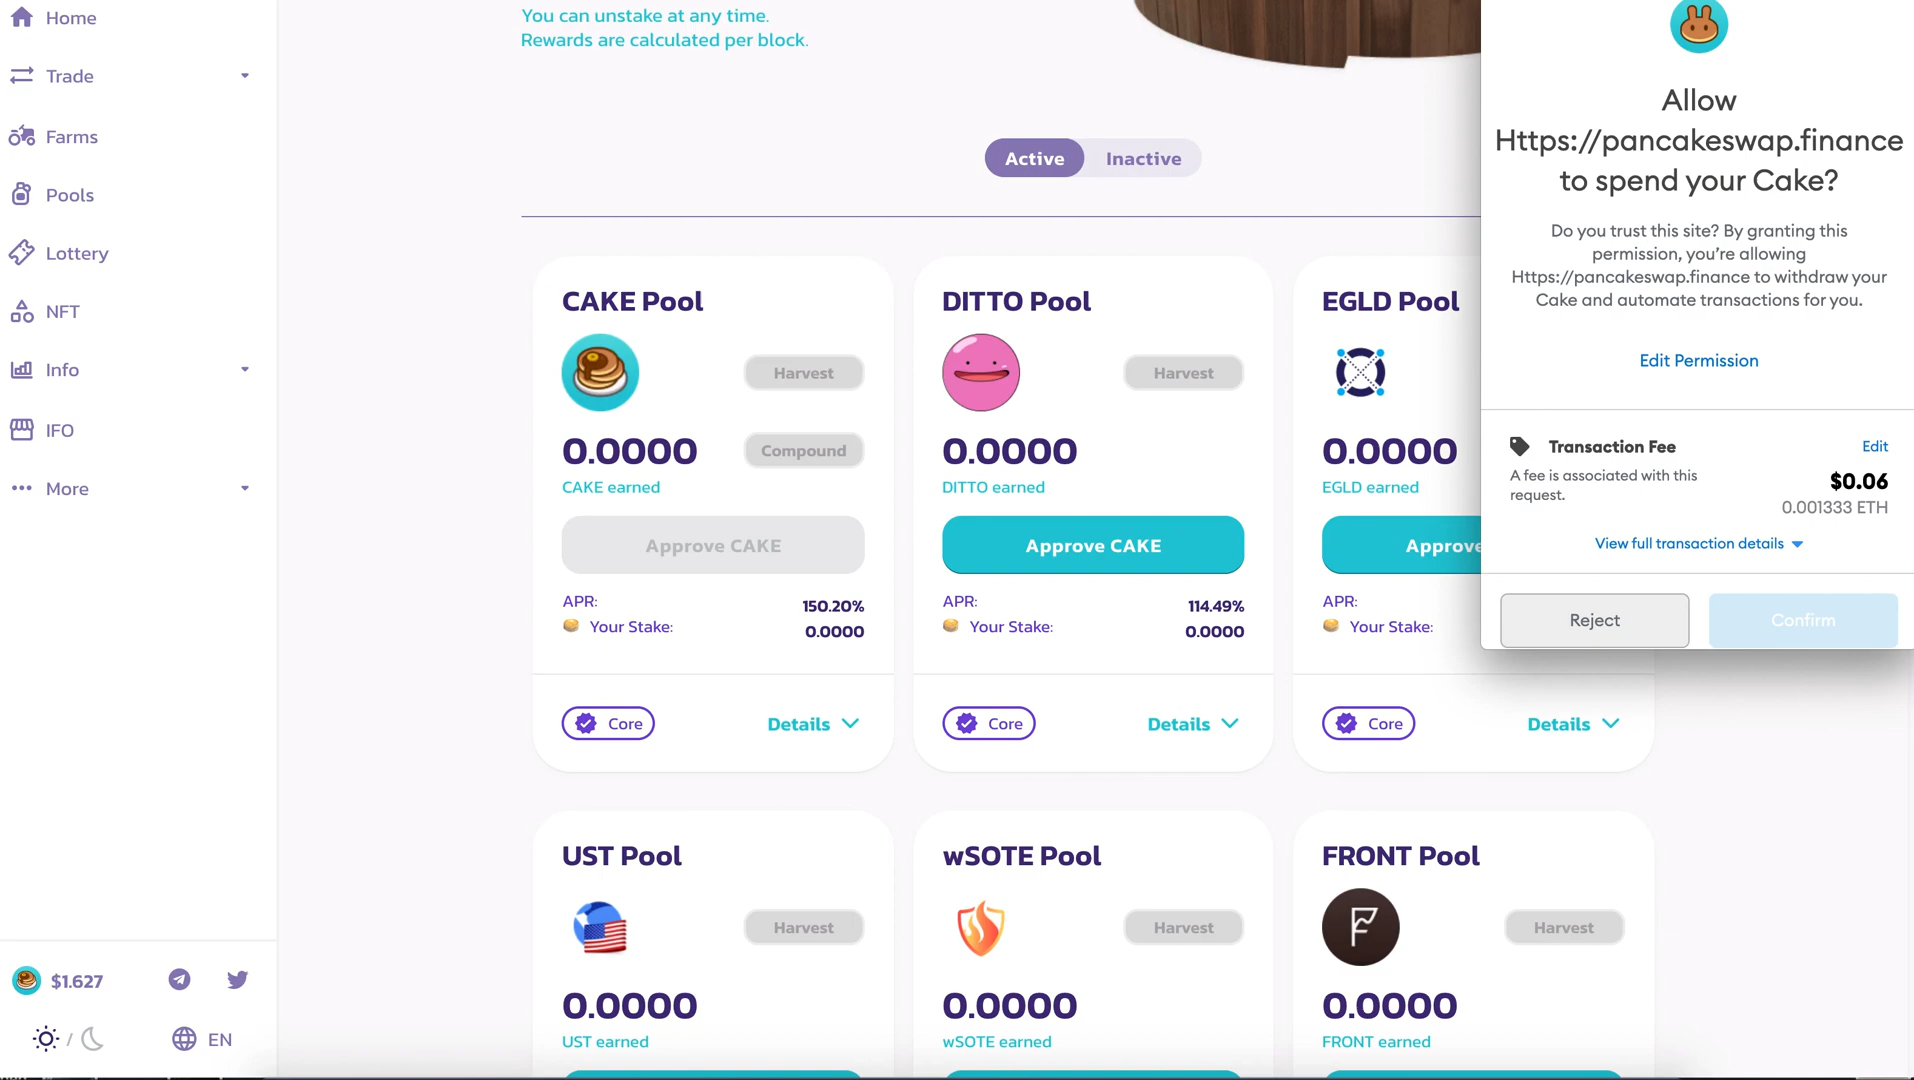 Home
Trade
Farms
Pools
Lottery
NFT
Info
IFO
More
$1.627
/
EN
You can unstake at any time.
Rewards are calculated per block.
Active
Inactive
CAKE Pool
Harvest
0.0000
Compound
CAKE earned
Approve CAKE
APR:
150.20%
Your Stake:
0.0000
Core
Details
DITTO Pool
Harvest
0.0000
DITTO earned
Approve CAKE
APR:
114.49%
Your Stake:
0.0000
Core
Details
EGLD Pool
0.0000
EGLD earned
Approve
APR:
Your Stake:
Core
Details
UST Pool
Harvest
0.0000
UST earned
wSOTE Pool
Harvest
0.0000
wSOTE earned
FRONT Pool
Harvest
0.0000
FRONT earned
Allow
Https://pancakeswap.finance
to spend your Cake?
Do you trust this site? By granting this
permission, you're allowing
Https://pancakeswap.finance to withdraw your
Cake and automate transactions for you.
Edit Permission
Transaction Fee
Edit
A fee is associated with this
request.
$0.06
0.001333 ETH
View full transaction details
Reject
Confirm